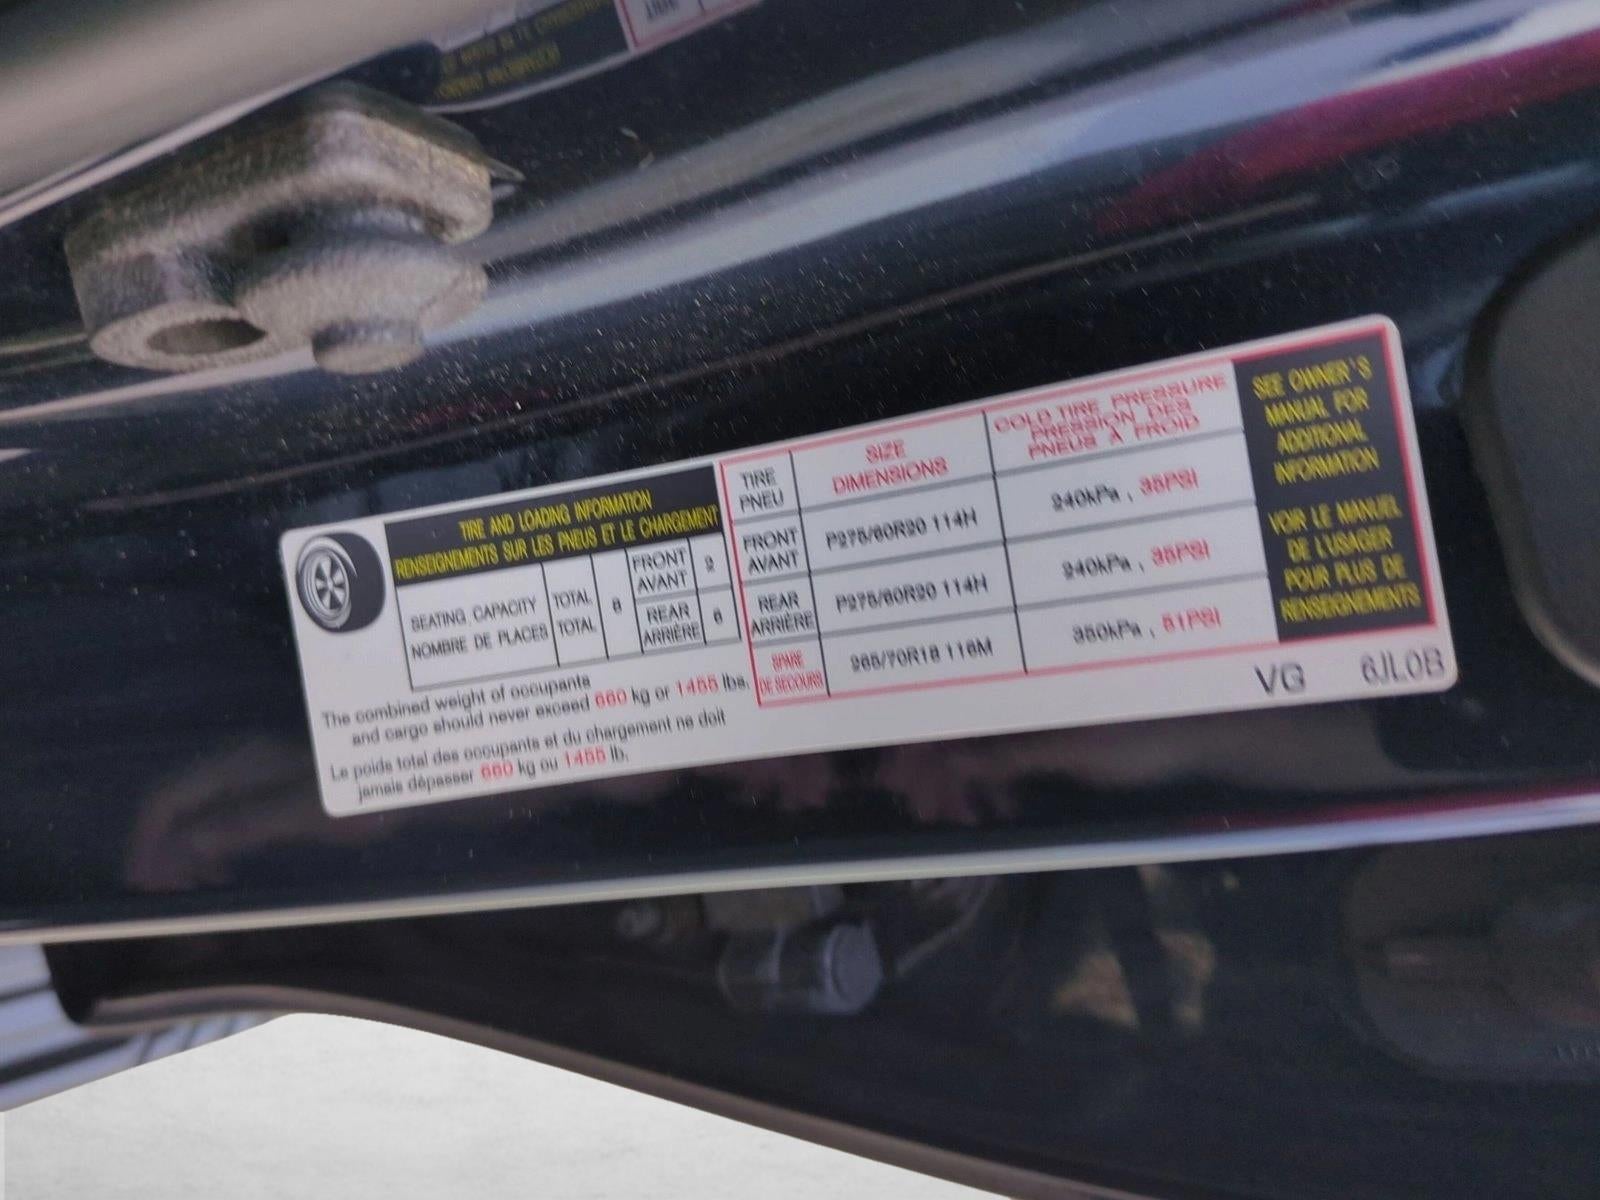 TIRE AND LOADING INFORMATION
RENSEIGNEMENTS SUR LES PNEUS ET LE CHARGEMENT
SEATING CAPACITY
NOMBRE DE PLACES
TOTAL
TOTAL
8
FRONT
AVANT
2
REAR
ARRIÈRE
6
The combined weight of occupants
and cargo should never exceed 660 kg or 1455 lbs.
Le poids total des occupants et du chargement ne doit
jamais dépasser 660 kg ou 1455 lb.
TIRE
PNEU
SIZE
DIMENSIONS
COLD TIRE PRESSURE
PRESSION DES
PNEUS À FROID
FRONT
AVANT
P275/60R20 114H
240kPa , 35PSI
REAR
ARRIÈRE
P275/60R20 114H
240kPa , 35PSI
SPARE
DE SECOURS
265/70R18 116M
350kPa , 51PSI
SEE OWNER'S
MANUAL FOR
ADDITIONAL
INFORMATION
VOIR LE MANUEL
DE L'USAGER
POUR PLUS DE
RENSEIGNEMENTS
VG 6JL0B